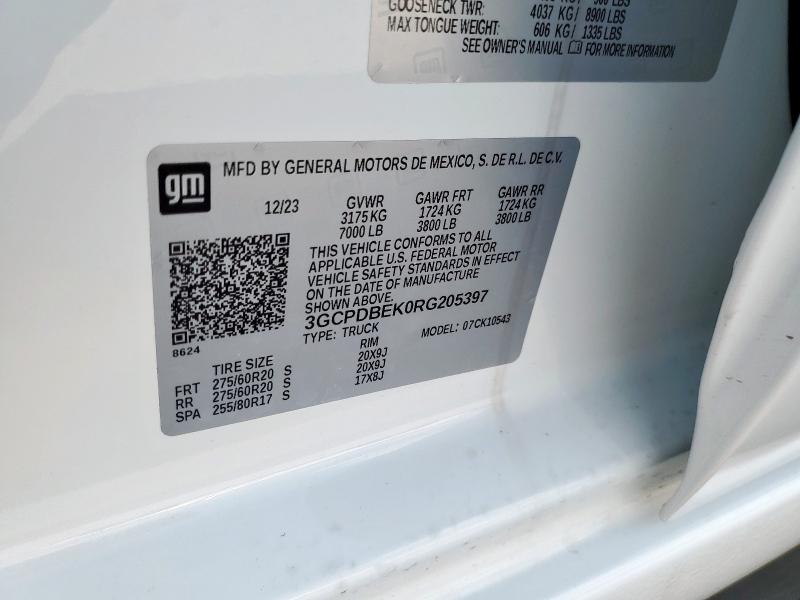 GOOSENECK TWR:
4037 KG / 8900 LBS
MAX TONGUE WEIGHT:
606 KG / 1335 LBS
SEE OWNER'S MANUAL FOR MORE INFORMATION
gm
MFD BY GENERAL MOTORS DE MEXICO, S. DE R.L. DE C.V.
12/23 GVWR GAWR FRT GAWR RR
3175 KG 1724 KG 1724 KG
7000 LB 3800 LB 3800 LB
THIS VEHICLE CONFORMS TO ALL
APPLICABLE U.S. FEDERAL MOTOR
VEHICLE SAFETY STANDARDS IN EFFECT
ON THE DATE OF MANUFACTURE
SHOWN ABOVE.
3GCPDBEK0RG205397
TYPE: TRUCK MODEL: 07CK10543
8624
TIRE SIZE RIM
FRT 275/60R20 S 20X9J
RR 275/60R20 S 20X9J
SPA 255/80R17 S 17X8J